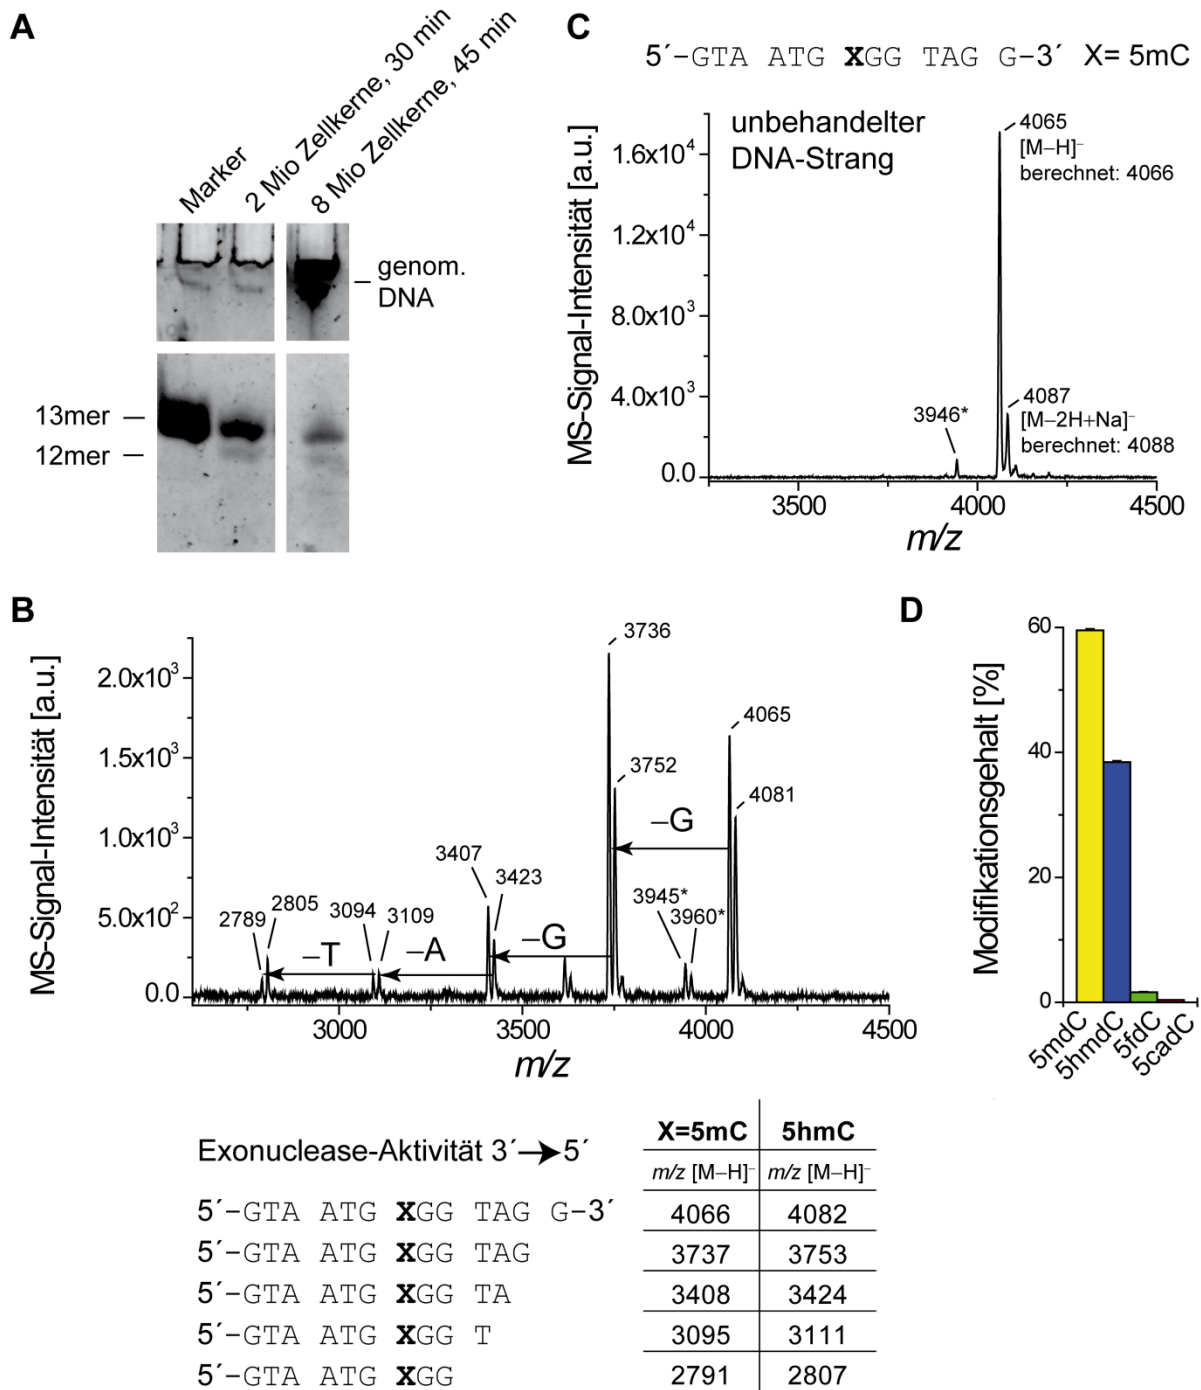 A
Marker
2 Mio Zellkerne, 30 min
8 Mio Zellkerne, 45 min
genom.
DNA
13mer
12mer
C
5´-GTA ATG XGG TAG G-3´ X= 5mC
unbehandelter
DNA-Strang
MS-Signal-Intensität [a.u.]
1.6x10⁴
1.2x10⁴
8.0x10³
4.0x10³
0.0
3946*
4065
[M–H]⁻
berechnet: 4066
4087
[M–2H+Na]⁻
berechnet: 4088
3500
4000
4500
m/z
B
MS-Signal-Intensität [a.u.]
2.0x10³
1.5x10³
1.0x10³
5.0x10²
0.0
2789
2805
3094
3109
3407
3423
3736
3752
3945*
3960*
4065
4081
–T
–A
–G
–G
3000
3500
4000
4500
m/z
D
Modifikationsgehalt [%]
60
40
20
0
5mdC
5hmdC
5fdC
5cadC
Exonuclease-Aktivität 3´→5´
5´-GTA ATG XGG TAG G-3´
5´-GTA ATG XGG TAG
5´-GTA ATG XGG TA
5´-GTA ATG XGG T
5´-GTA ATG XGG
X=5mC 5hmC
m/z [M–H]⁻ m/z [M–H]⁻
4066 4082
3737 3753
3408 3424
3095 3111
2791 2807